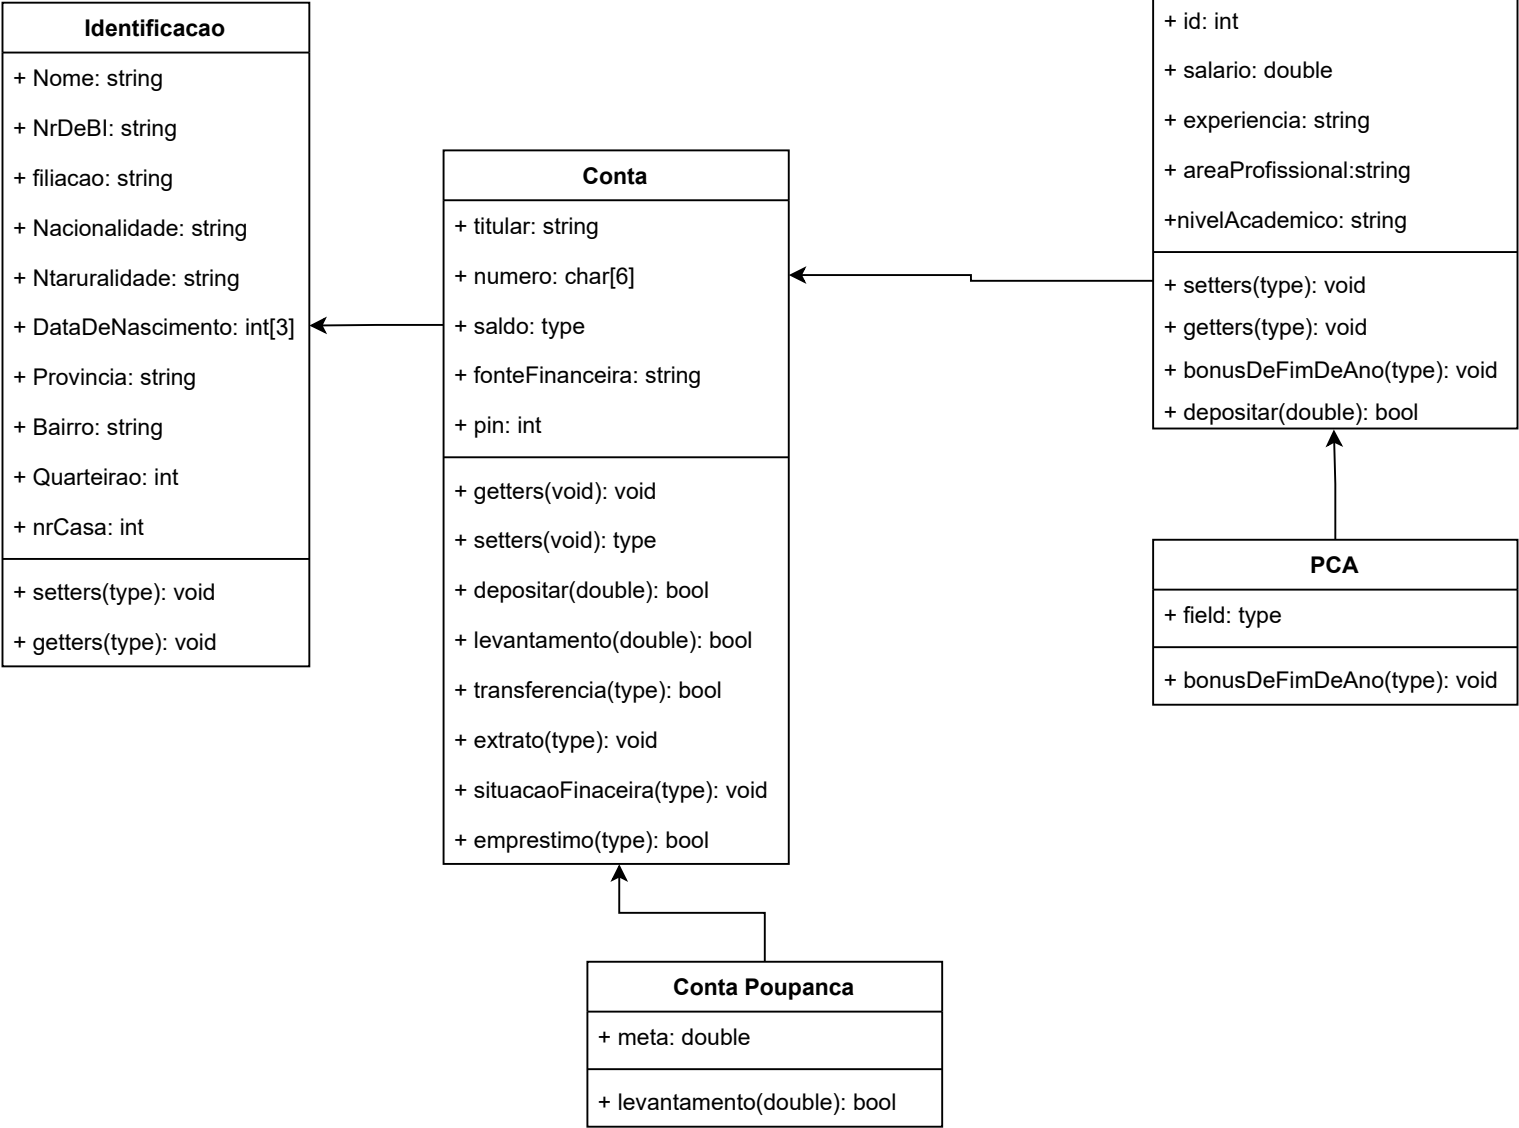 Identificacao
+ Nome: string
+ NrDeBI: string
+ filiacao: string
+ Nacionalidade: string
+ Ntaruralidade: string
+ DataDeNascimento: int[3]
+ Provincia: string
+ Bairro: string
+ Quarteirao: int
+ nrCasa: int
+ setters(type): void
+ getters(type): void
Conta
+ titular: string
+ numero: char[6]
+ saldo: type
+ fonteFinanceira: string
+ pin: int
+ getters(void): void
+ setters(void): type
+ depositar(double): bool
+ levantamento(double): bool
+ transferencia(type): bool
+ extrato(type): void
+ situacaoFinaceira(type): void
+ emprestimo(type): bool
Conta Poupanca
+ meta: double
+ levantamento(double): bool
+ id: int
+ salario: double
+ experiencia: string
+ areaProfissional:string
+nivelAcademico: string
+ setters(type): void
+ getters(type): void
+ bonusDeFimDeAno(type): void
+ depositar(double): bool
PCA
+ field: type
+ bonusDeFimDeAno(type): void